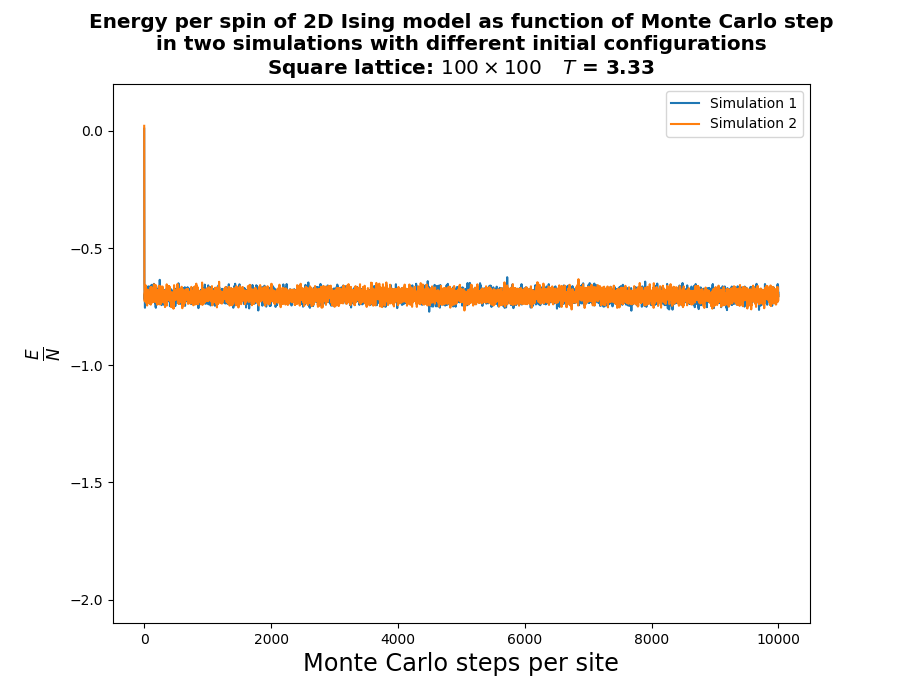 Energy per spin of 2D Ising model as function of Monte Carlo step
in two simulations with different initial configurations
Square lattice: 100 × 100 T = 3.33
Simulation 1
Simulation 2
0.0
−0.5
−1.0
−1.5
−2.0
E
N
0 2000 4000 6000 8000 10000
Monte Carlo steps per site